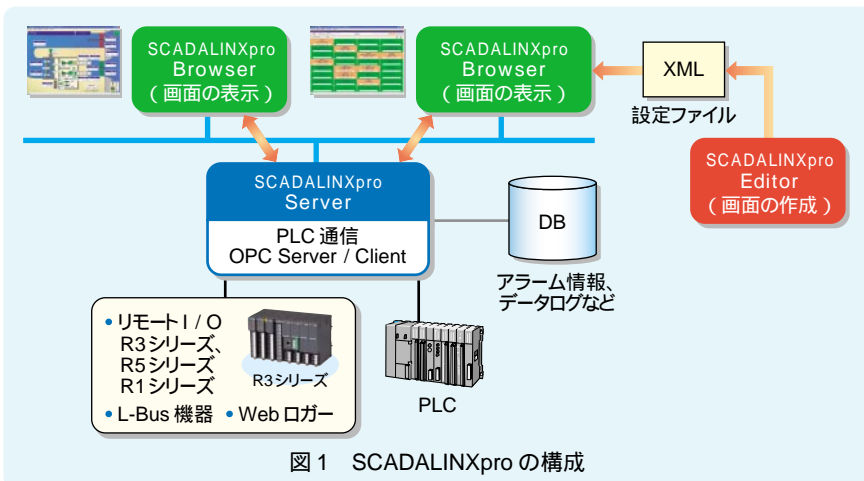 SCADALINXpro
Browser
(画面の表示)
SCADALINXpro
Browser
(画面の表示)
XML
設定ファイル
SCADALINXpro
Editor
(画面の作成)
SCADALINXpro
Server
PLC 通信
OPC Server / Client
DB
アラーム情報、
データログなど
• リモート I / O
R3シリーズ、
R5シリーズ
R1シリーズ
R3シリーズ
• L-Bus 機器 • Web ロガー
PLC
図 1 SCADALINXpro の構成